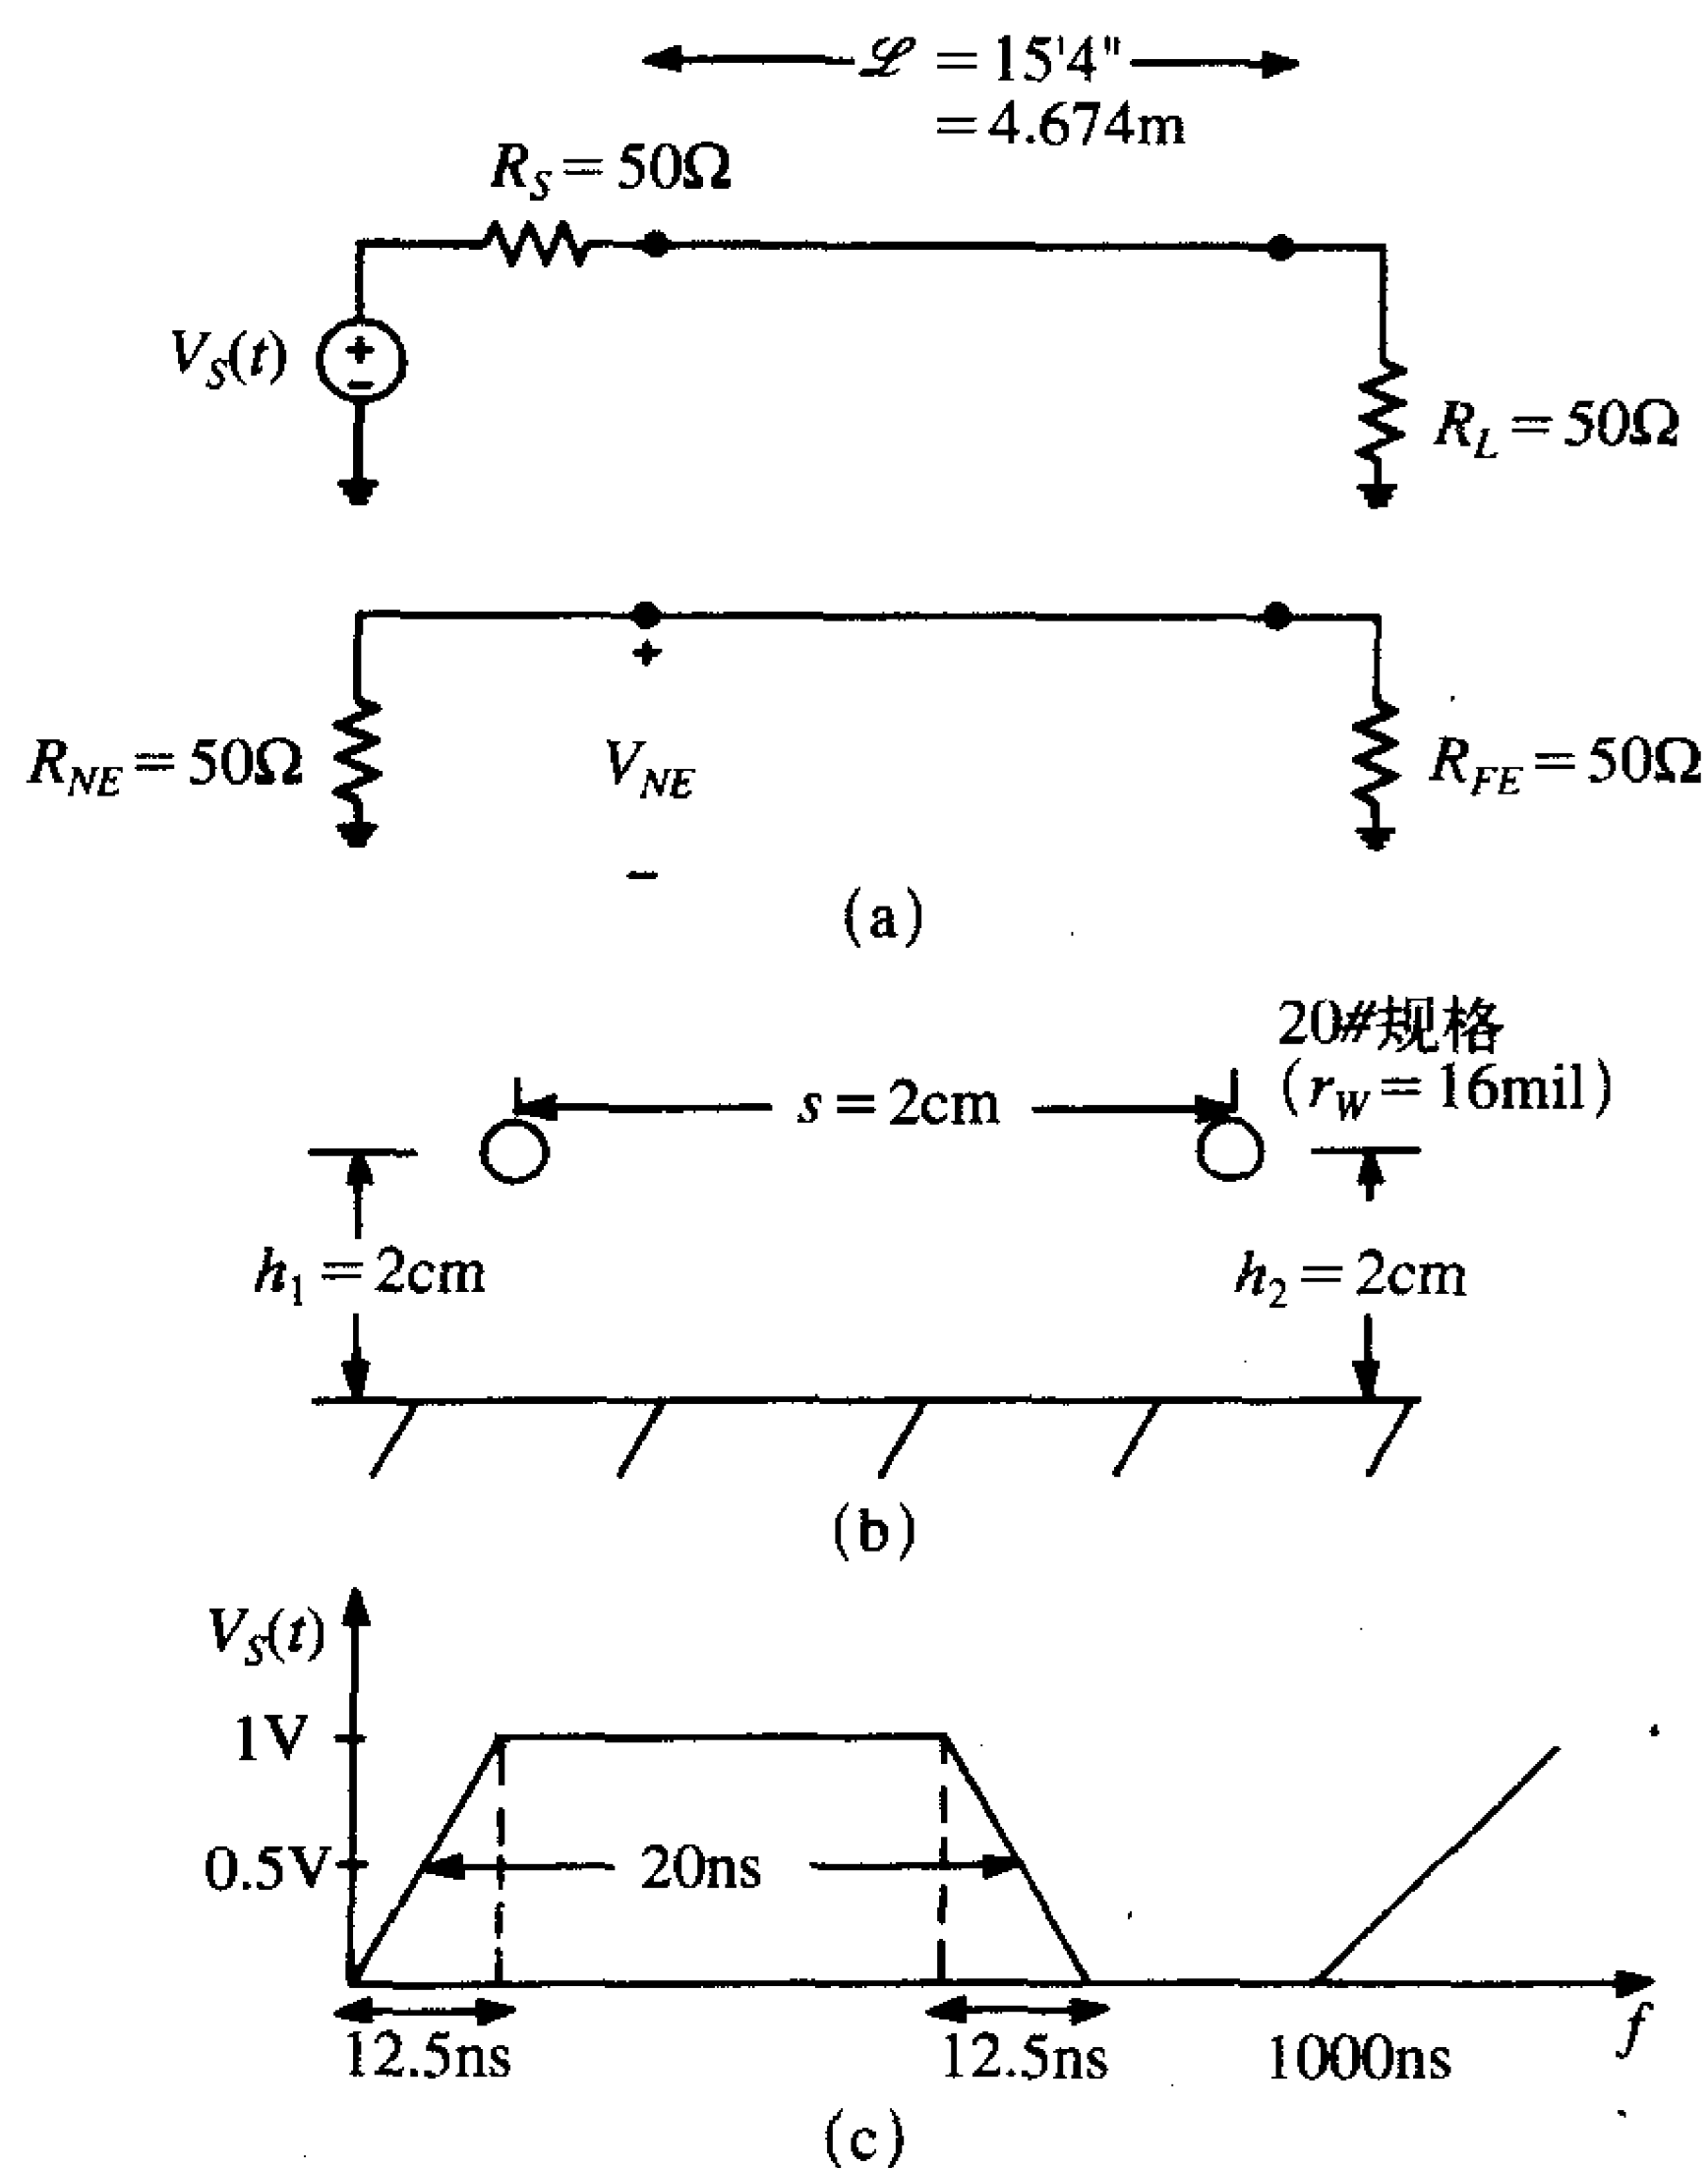 ℒ = 15'4"
= 4.674m
R_S = 50Ω
V_S(t)
+
−
R_L = 50Ω
+
R_NE = 50Ω
V_NE
R_FE = 50Ω
−
(a)
20#规格
(r_W = 16mil)
s = 2cm
h_1 = 2cm
h_2 = 2cm
(b)
V_S(t)
1V
0.5V
20ns
12.5ns
12.5ns
1000ns
f
(c)